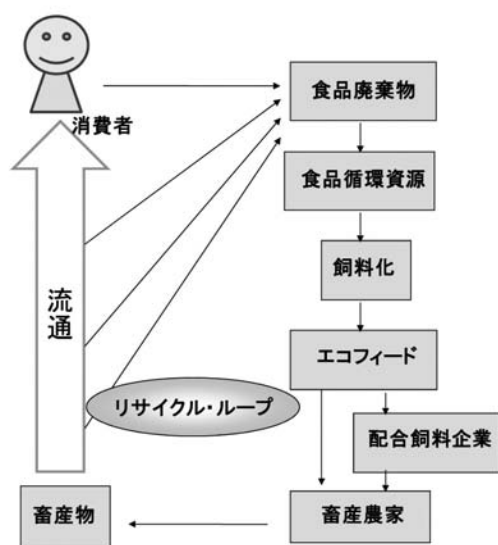 消費者
食品廃棄物
食品循環資源
飼料化
流通
エコフィード
リサイクル・ループ
配合飼料企業
畜産物
畜産農家